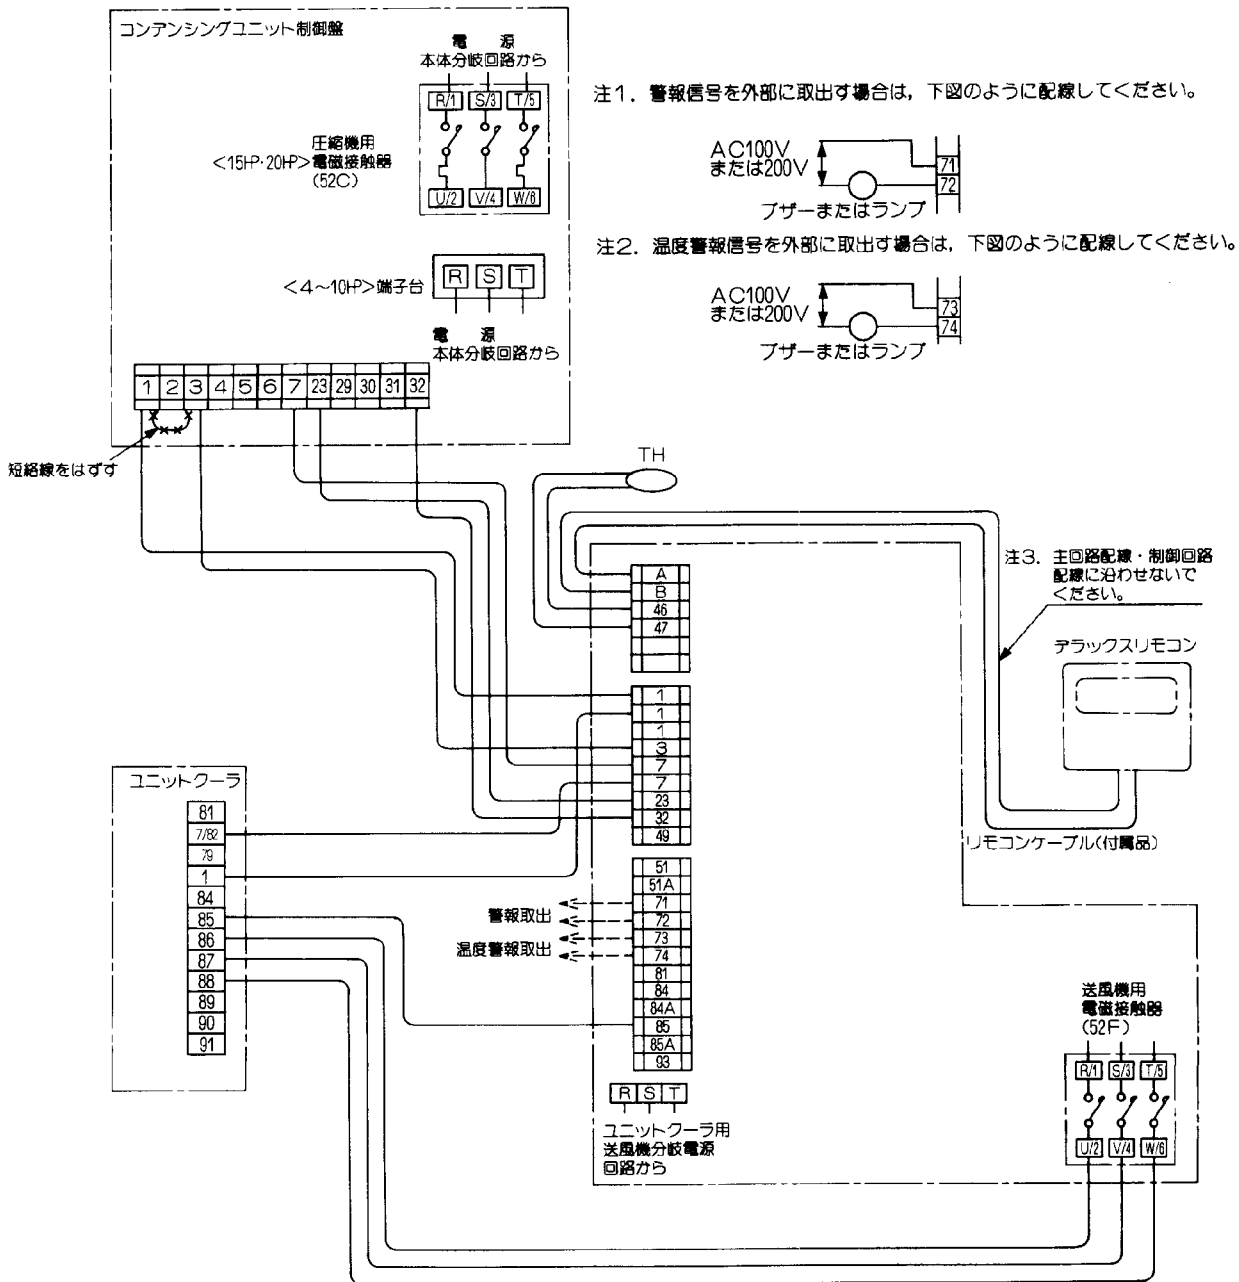 コンデンシングユニット制御盤
電　源
本体分岐回路から
R/1 S/3 T/5
圧縮機用
<15HP・20HP>電磁接触器
(52C)
U/2 V/4 W/6
<4～10HP>端子台
R S T
電　源
本体分岐回路から
1 2 3 4 5 6 7 23 29 30 31 32
短絡線をはずす
注1. 警報信号を外部に取出す場合は，下図のように配線してください。
AC100V
または200V
71
72
ブザーまたはランプ
注2. 温度警報信号を外部に取出す場合は，下図のように配線してください。
AC100V
または200V
73
74
ブザーまたはランプ
TH
A
B
46
47
注3. 主回路配線・制御回路
配線に沿わせないで
ください。
デラックスリモコン
リモコンケーブル(付属品)
1
1
1
3
7
7
23
32
49
ユニットクーラ
81
7/82
79
1
84
85
86
87
88
89
90
91
51
51A
71
72
73
74
81
84
84A
85
85A
93
警報取出
温度警報取出
R S T
ユニットクーラ用
送風機分岐電源
回路から
送風機用
電磁接触器
(52F)
R/1 S/3 T/5
U/2 V/4 W/6